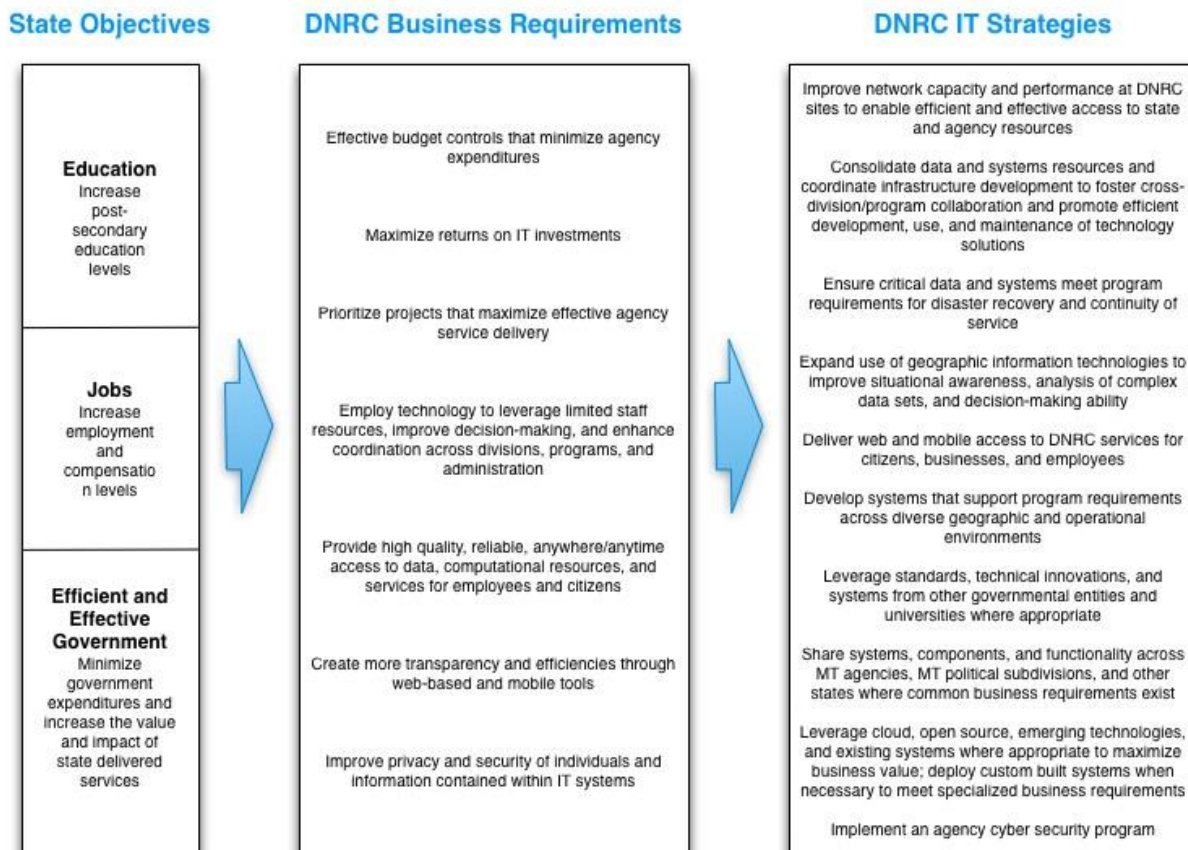 State Objectives
Education
Increase
post-
secondary
education
levels
Jobs
Increase
employment
and
compensatio
n levels
Efficient and
Effective
Government
Minimize
government
expenditures and
increase the value
and impact of
state delivered
services
DNRC Business Requirements
Effective budget controls that minimize agency
expenditures
Maximize returns on IT investments
Prioritize projects that maximize effective agency
service delivery
Employ technology to leverage limited staff
resources, improve decision-making, and enhance
coordination across divisions, programs, and
administration
Provide high quality, reliable, anywhere/anytime
access to data, computational resources, and
services for employees and citizens
Create more transparency and efficiencies through
web-based and mobile tools
Improve privacy and security of individuals and
information contained within IT systems
DNRC IT Strategies
Improve network capacity and performance at DNRC
sites to enable efficient and effective access to state
and agency resources
Consolidate data and systems resources and
coordinate infrastructure development to foster cross-
division/program collaboration and promote efficient
development, use, and maintenance of technology
solutions
Ensure critical data and systems meet program
requirements for disaster recovery and continuity of
service
Expand use of geographic information technologies to
improve situational awareness, analysis of complex
data sets, and decision-making ability
Deliver web and mobile access to DNRC services for
citizens, businesses, and employees
Develop systems that support program requirements
across diverse geographic and operational
environments
Leverage standards, technical innovations, and
systems from other governmental entities and
universities where appropriate
Share systems, components, and functionality across
MT agencies, MT political subdivisions, and other
states where common business requirements exist
Leverage cloud, open source, emerging technologies,
and existing systems where appropriate to maximize
business value; deploy custom built systems when
necessary to meet specialized business requirements
Implement an agency cyber security program